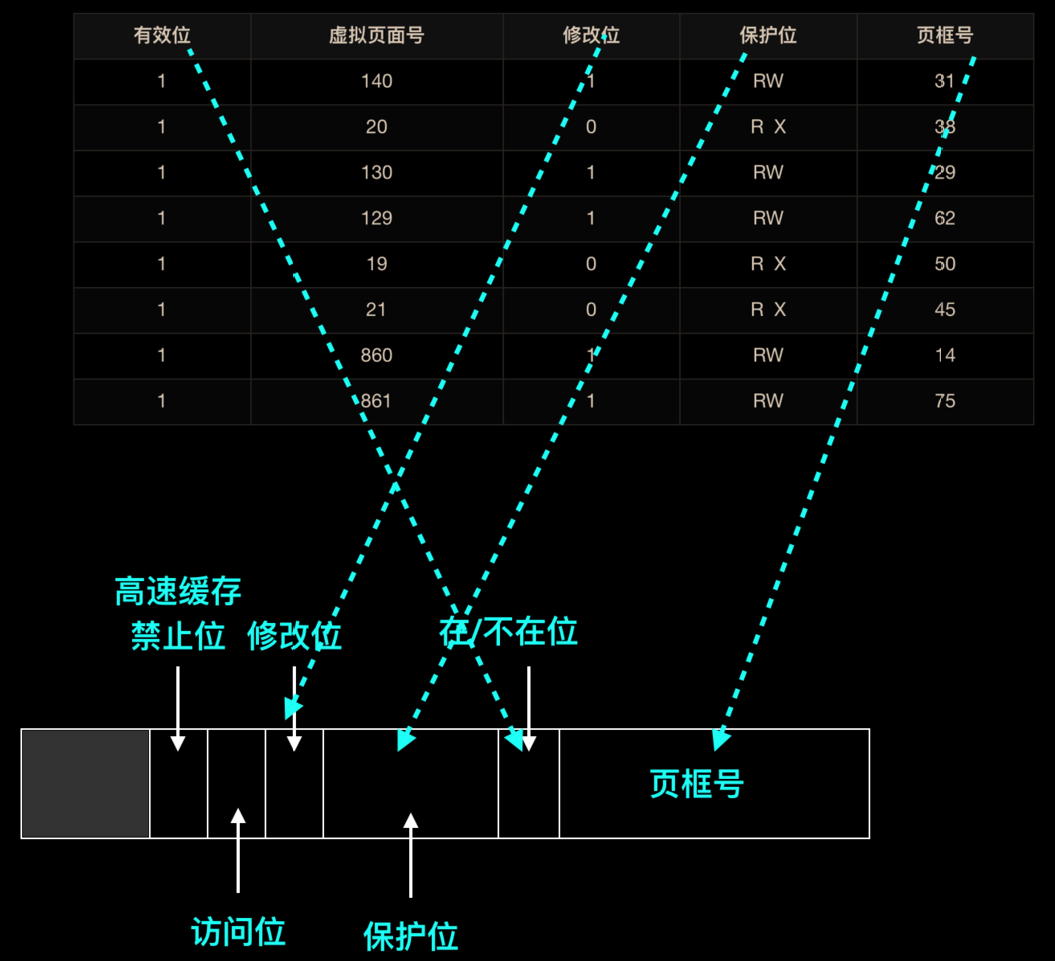 有效位 虚拟页面号 修改位 保护位 页框号
1 140 1 RW 31
1 20 0 R X 38
1 130 1 RW 29
1 129 1 RW 62
1 19 0 R X 50
1 21 0 R X 45
1 860 1 RW 14
1 861 1 RW 75
高速缓存
禁止位 修改位 在/不在位
页框号
访问位 保护位